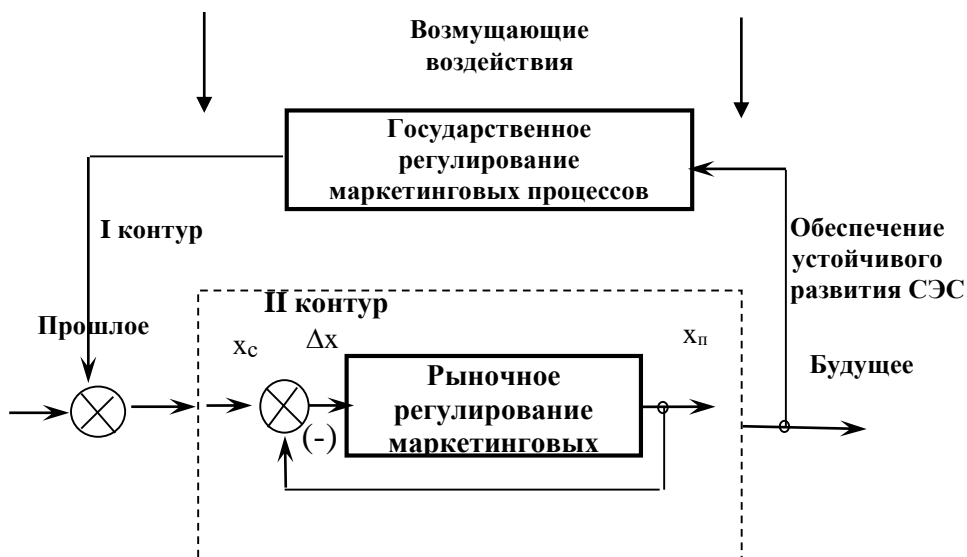 Возмущающие
воздействия
Государственное
регулирование
маркетинговых процессов
I контур
Обеспечение
устойчивого
развития СЭС
II контур
Прошлое
xс
Δx
xп
Будущее
Рыночное
регулирование
маркетинговых
(-)